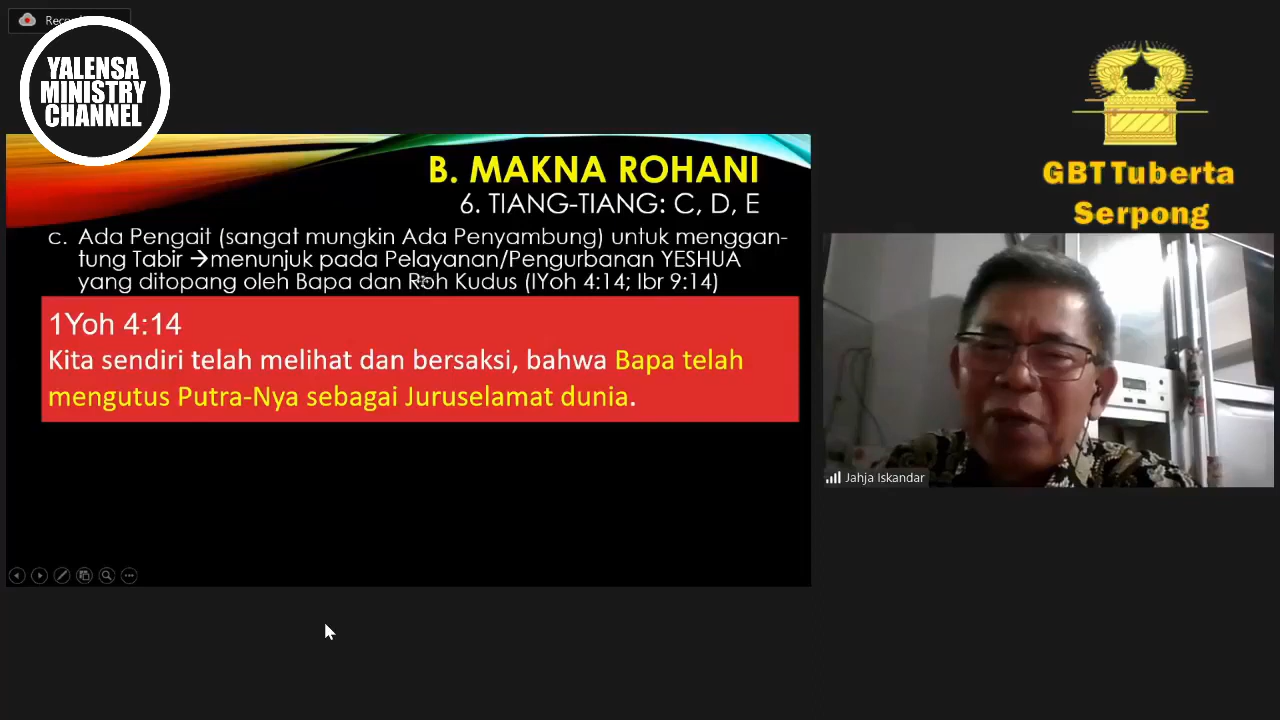 YALENSA
MINISTRY
CHANNEL
GBT Tuberta
Serpong
B. MAKNA ROHANI
6. TIANG-TIANG: C, D, E
c. Ada Pengait (sangat mungkin Ada Penyambung) untuk menggan-
tung Tabir →menunjuk pada Pelayanan/Pengurbanan YESHUA
yang ditopang oleh Bapa dan Roh Kudus (IYoh 4:14; Ibr 9:14)
1Yoh 4:14
Kita sendiri telah melihat dan bersaksi, bahwa Bapa telah
mengutus Putra-Nya sebagai Juruselamat dunia.
Jahja Iskandar